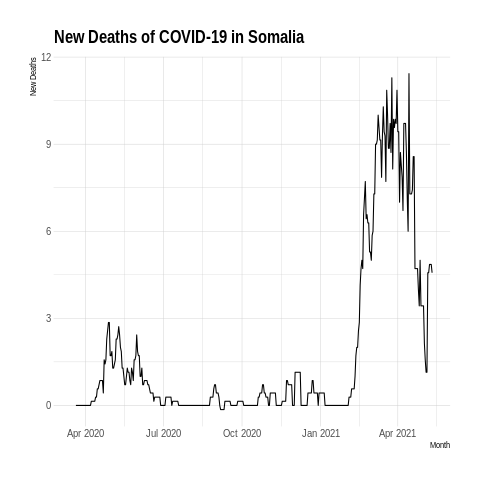 New Deaths of COVID-19 in Somalia
New Deaths
12
9
6
3
0
Apr 2020 Jul 2020 Oct 2020 Jan 2021 Apr 2021
Month